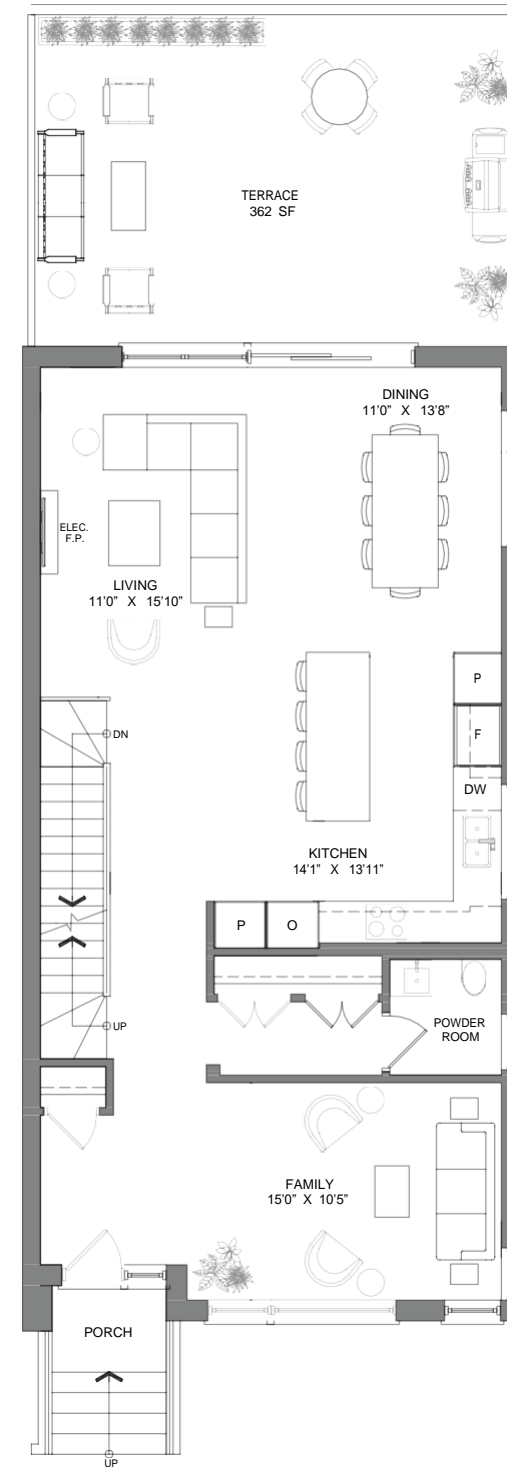 TERRACE
362 SF
DINING
11'0" X 13'8"
ELEC.
F.P.
LIVING
11'0" X 15'10"
P
F
DN
DW
KITCHEN
14'1" X 13'11"
P
O
UP
POWDER
ROOM
FAMILY
15'0" X 10'5"
PORCH
UP